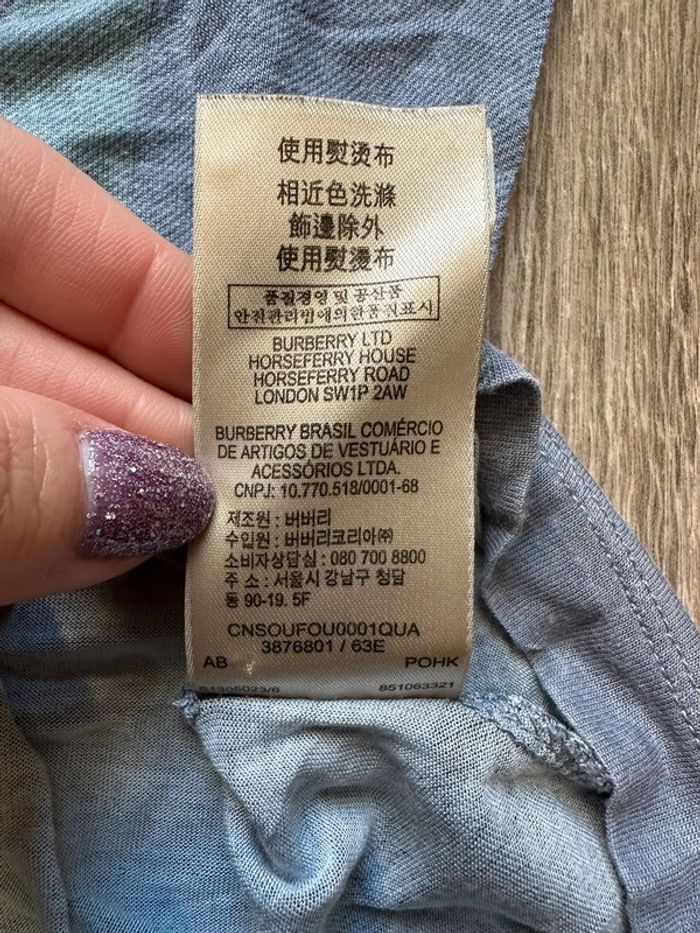 使用熨烫布
相近色洗滌
飾邊除外
使用熨燙布
품질경영 및 공산품
안전관리법에의한품질표시
BURBERRY LTD
HORSEFERRY HOUSE
HORSEFERRY ROAD
LONDON SW1P 2AW
BURBERRY BRASIL COMÉRCIO
DE ARTIGOS DE VESTUÁRIO E
ACESSÓRIOS LTDA.
CNPJ: 10.770.518/0001-68
제조원 : 버버리
수입원 : 버버리코리아㈜
소비자상담실 : 080 700 8800
주 소 : 서울시 강남구 청담
동 90-19. 5F
CNSOUFOU0001QUA
3876801 / 63E
AB POHK
851063321